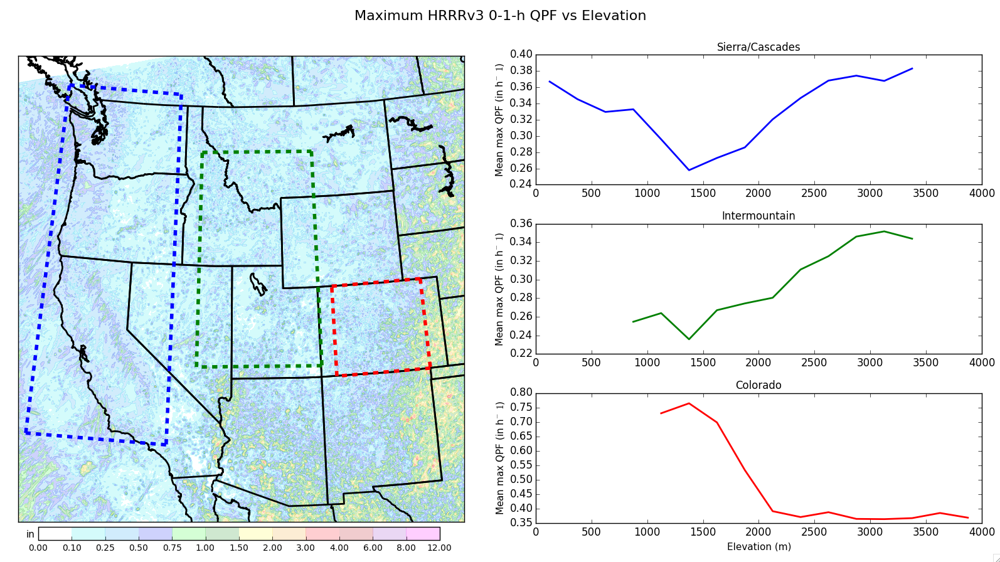 Maximum HRRRv3 0-1-h QPF vs Elevation
in
0.00 0.10 0.25 0.50 0.75 1.00 1.50 2.00 3.00 4.00 6.00 8.00 12.00
Sierra/Cascades
Mean max QPF (in h⁻ 1)
0.40
0.38
0.36
0.34
0.32
0.30
0.28
0.26
0.24
0 500 1000 1500 2000 2500 3000 3500 4000
Intermountain
Mean max QPF (in h⁻ 1)
0.36
0.34
0.32
0.30
0.28
0.26
0.24
0.22
0 500 1000 1500 2000 2500 3000 3500 4000
Colorado
Mean max QPF (in h⁻ 1)
0.80
0.75
0.70
0.65
0.60
0.55
0.50
0.45
0.40
0.35
0 500 1000 1500 2000 2500 3000 3500 4000
Elevation (m)